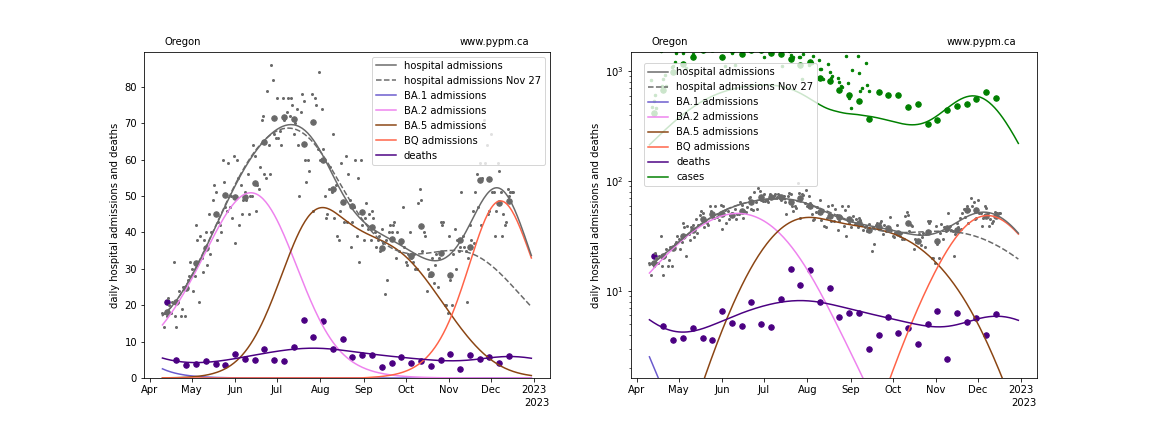 Oregon
www.pypm.ca
daily hospital admissions and deaths
80
70
60
50
40
30
20
10
0
hospital admissions
hospital admissions Nov 27
BA.1 admissions
BA.2 admissions
BA.5 admissions
BQ admissions
deaths
Apr May Jun Jul Aug Sep Oct Nov Dec 2023
2023
Oregon
www.pypm.ca
daily hospital admissions and deaths
10³
10²
10¹
hospital admissions
hospital admissions Nov 27
BA.1 admissions
BA.2 admissions
BA.5 admissions
BQ admissions
deaths
cases
Apr May Jun Jul Aug Sep Oct Nov Dec 2023
2023